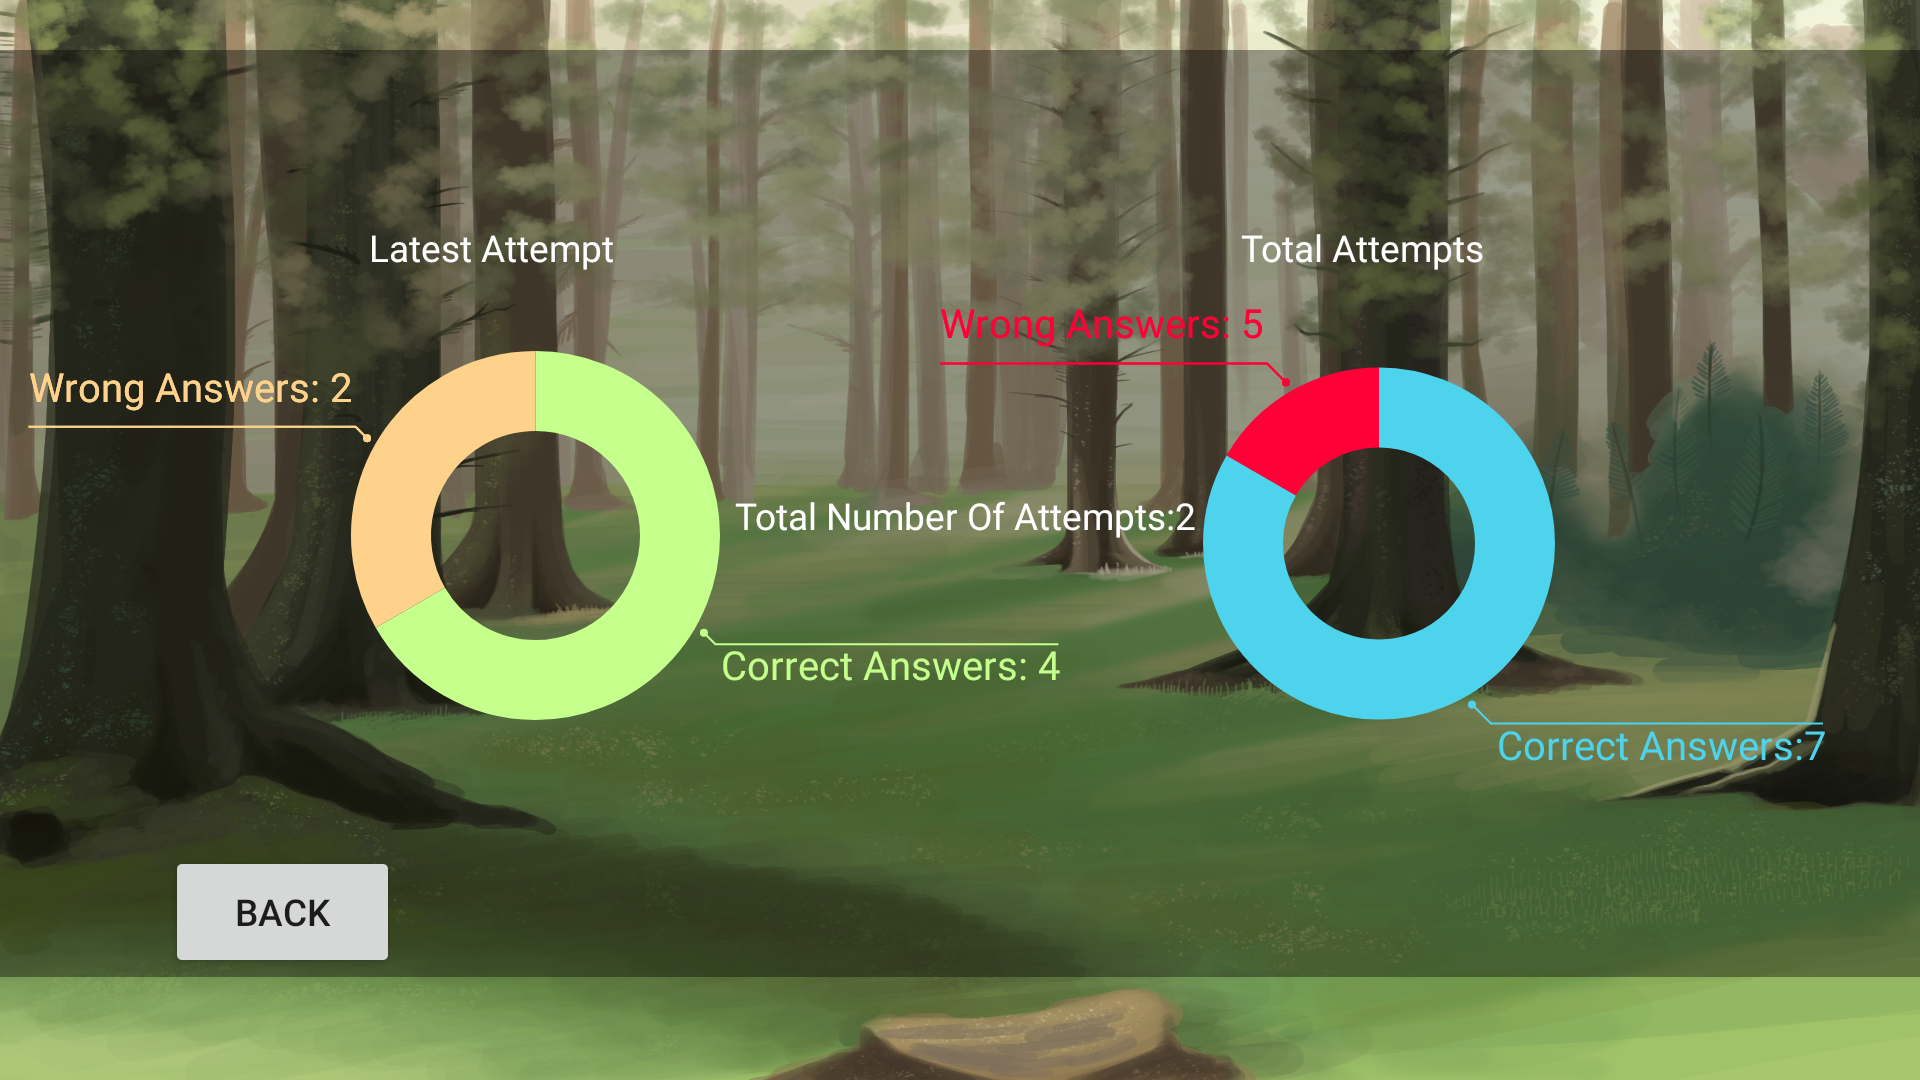 Latest Attempt
Total Attempts
Wrong Answers: 5
Wrong Answers: 2
Total Number Of Attempts:2
Correct Answers: 4
Correct Answers:7
BACK